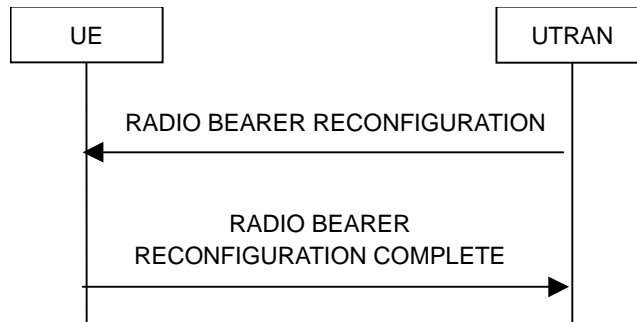 UE
UTRAN
RADIO BEARER RECONFIGURATION
RADIO BEARER
RECONFIGURATION COMPLETE